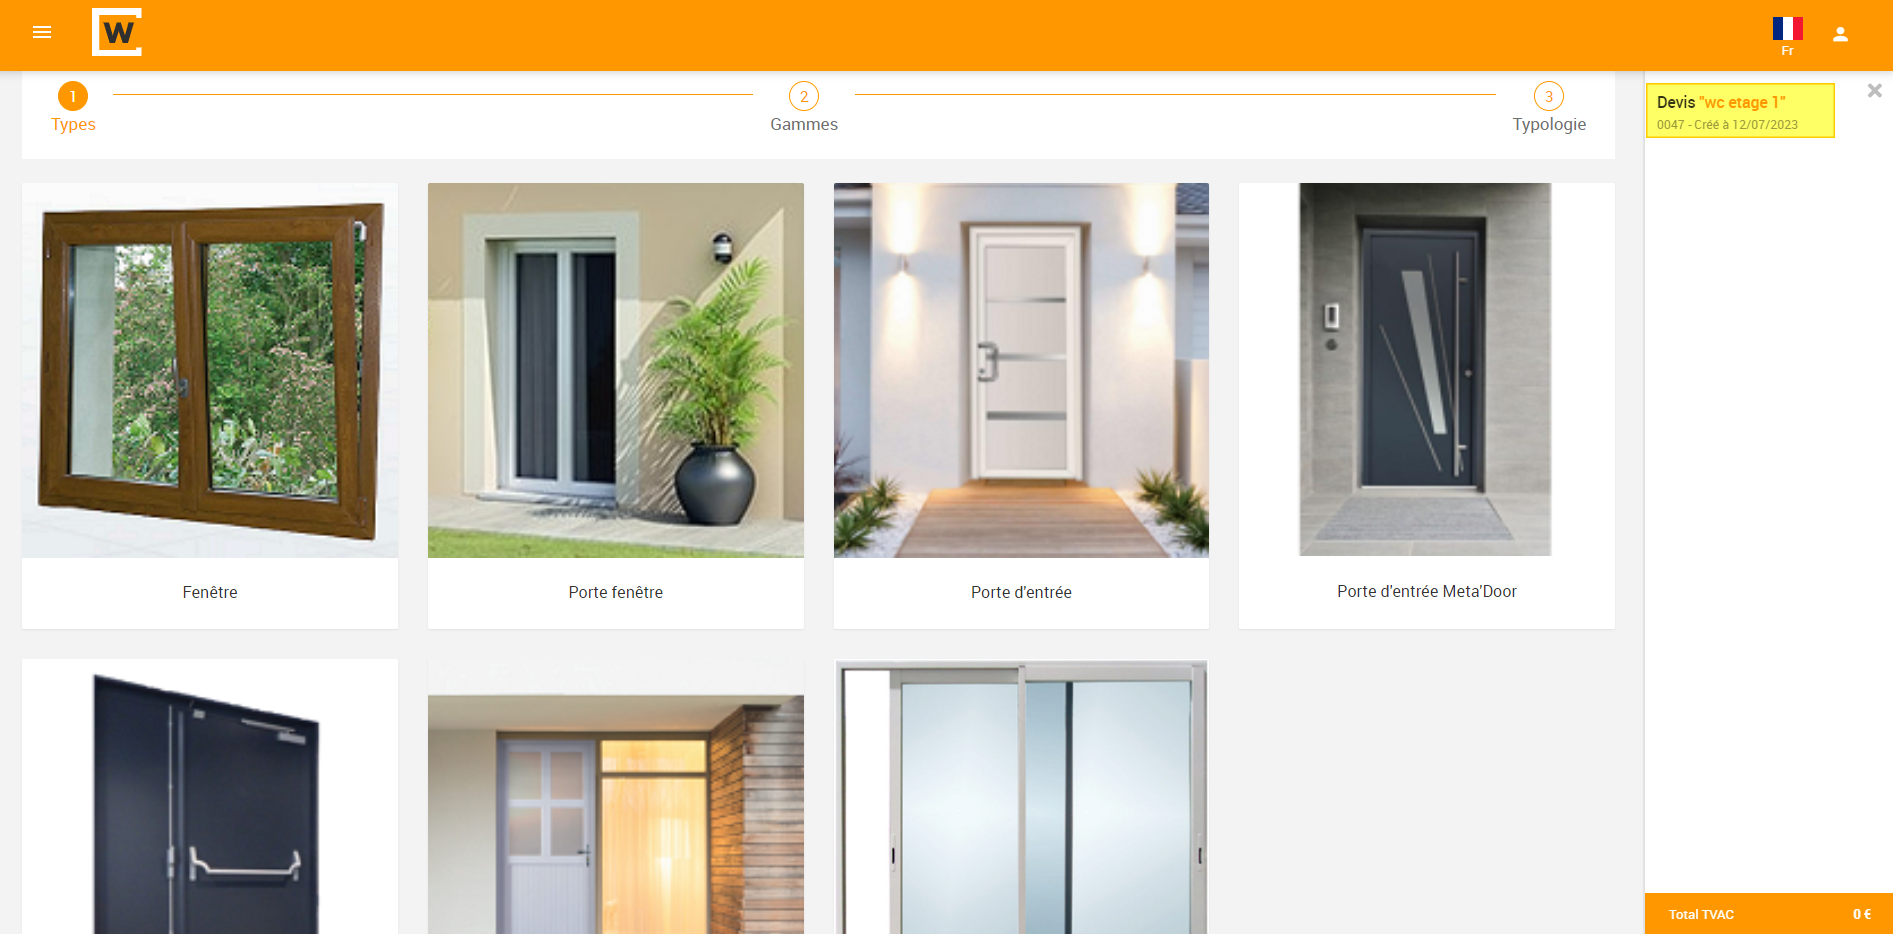 W
Fr
1
Types
2
Gammes
3
Typologie
Devis "wc etage 1"
0047 - Créé à 12/07/2023
Fenêtre
Porte fenêtre
Porte d'entrée
Porte d'entrée Meta'Door
Total TVAC 0 €